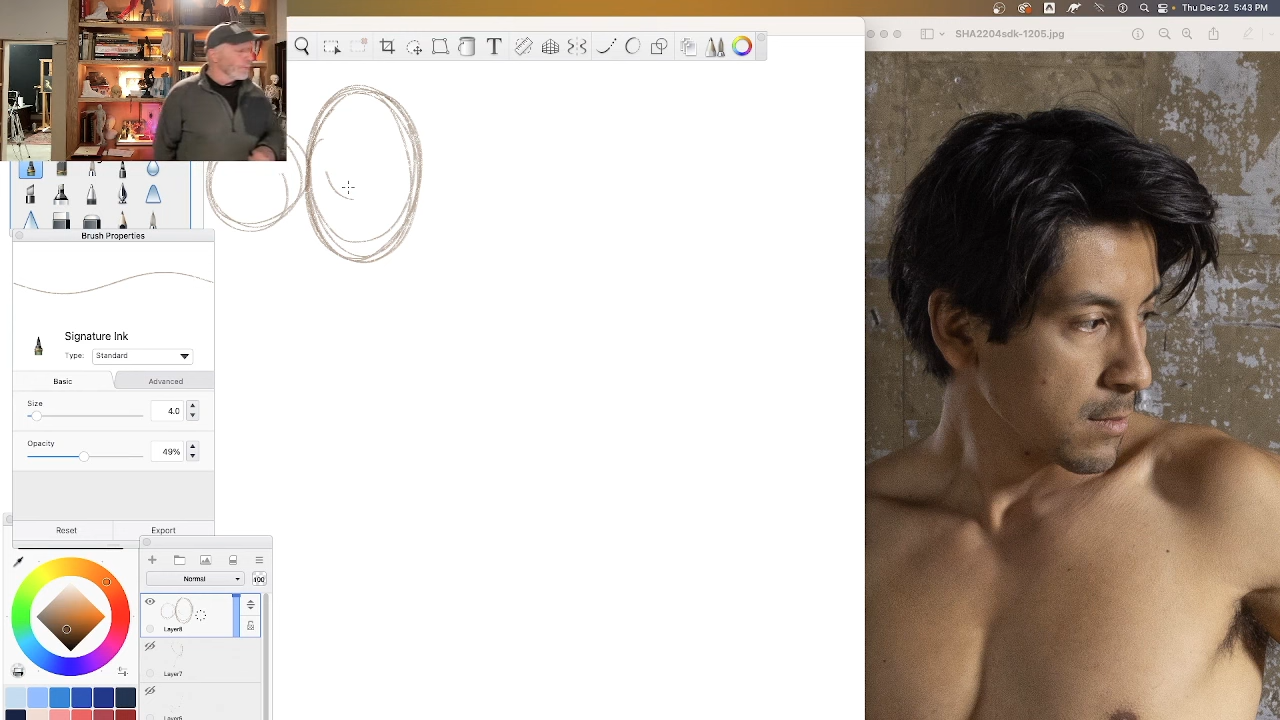 Thu Dec 22 5:43 PM
SHA2204sdk-1205.jpg
T
Brush Properties
Signature Ink
Type: Standard
Basic
Advanced
Size
4.0
Opacity
49%
Reset
Export
Normal
100
Layer8
Layer7